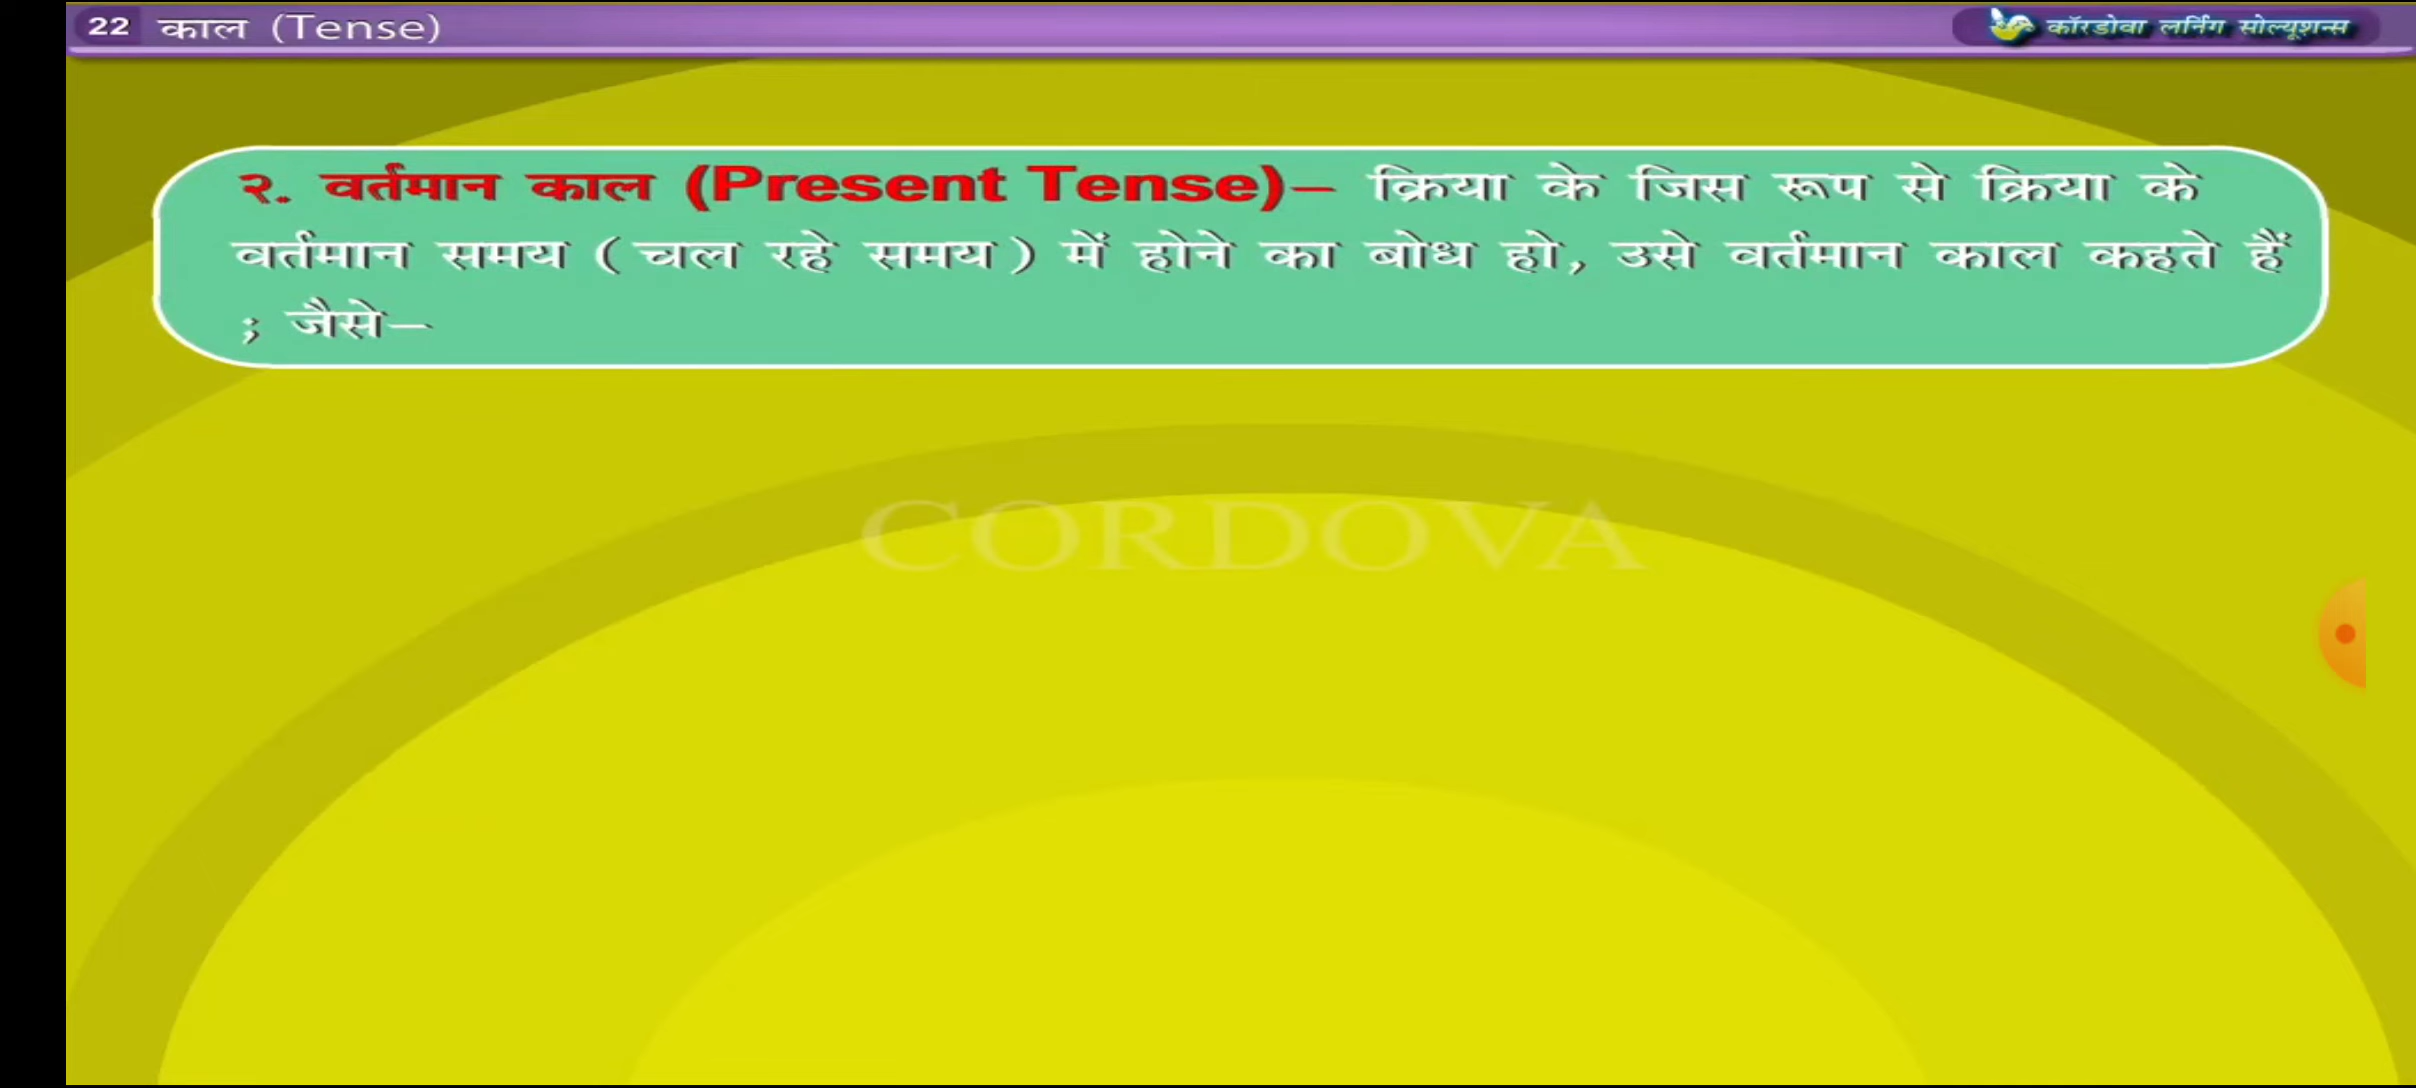 22 काल (Tense)
कॉरडोवा लर्निंग सोल्यूशन्स
२. वर्तमान काल (Present Tense)– क्रिया के जिस रूप से क्रिया के
वर्तमान समय (चल रहे समय) में होने का बोध हो, उसे वर्तमान काल कहते हैं
; जैसे–
CORDOVA